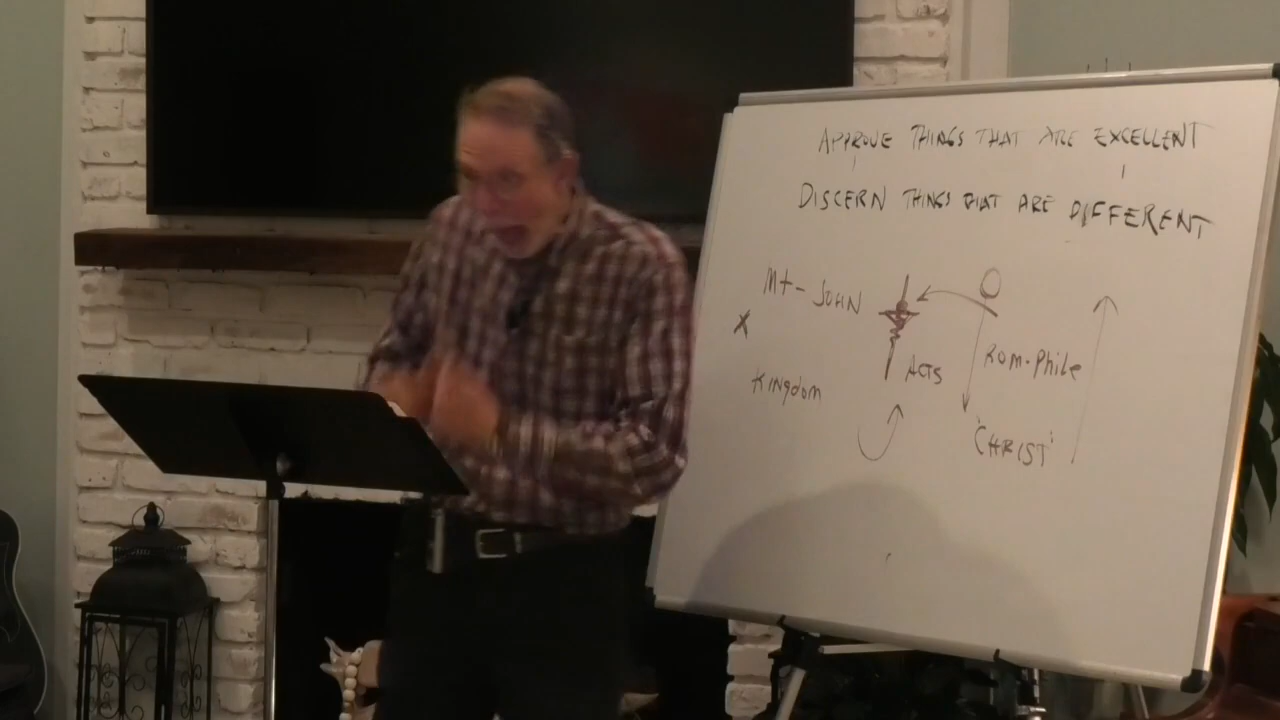 APPROVE THINGS THAT ARE EXCELLENT
DISCERN THINGS THAT ARE DIFFERENT
Mt - JOHN
X
Kingdom
ACTS
Rom-Phile
'CHRIST'